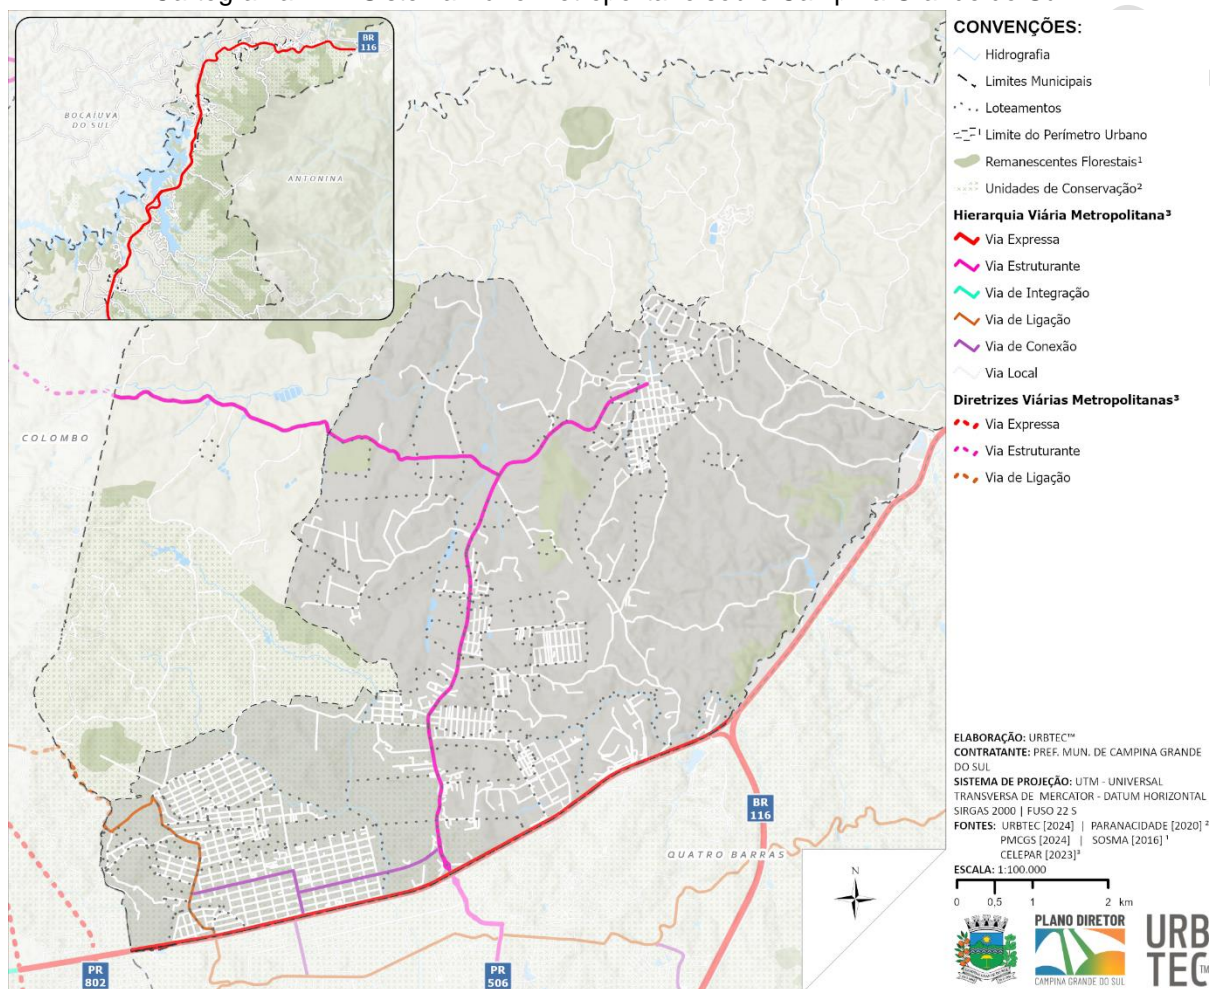 BR
116
BOCAIÚVA
DO SUL
ANTONINA
COLOMBO
QUATRO BARRAS
BR
116
PR
802
PR
506
N
CONVENÇÕES:
Hidrografia
Limites Municipais
Loteamentos
Limite do Perímetro Urbano
Remanescentes Florestais¹
Unidades de Conservação²
Hierarquia Viária Metropolitana³
Via Expressa
Via Estruturante
Via de Integração
Via de Ligação
Via de Conexão
Via Local
Diretrizes Viárias Metropolitanas³
Via Expressa
Via Estruturante
Via de Ligação
ELABORAÇÃO: URBTEC™
CONTRATANTE: PREF. MUN. DE CAMPINA GRANDE
DO SUL
SISTEMA DE PROJEÇÃO: UTM - UNIVERSAL
TRANSVERSA DE MERCATOR - DATUM HORIZONTAL
SIRGAS 2000 | FUSO 22 S
FONTES: URBTEC [2024] | PARANACIDADE [2020] ²
PMCGS [2024] | SOSMA [2016] ¹
CELEPAR [2023]³
ESCALA: 1:100.000
0 0,5 1 2 km
PLANO DIRETOR
CAMPINA GRANDE DO SUL
URB
TEC™